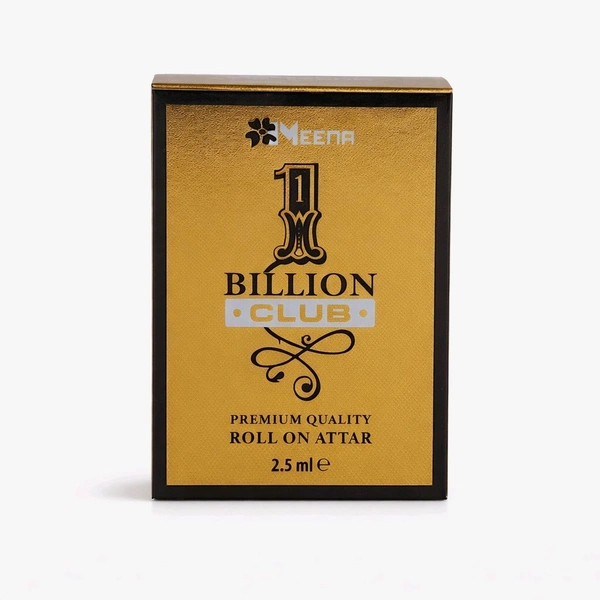 MEENA
1
BILLION
• CLUB •
PREMIUM QUALITY
ROLL ON ATTAR
2.5 ml ℮